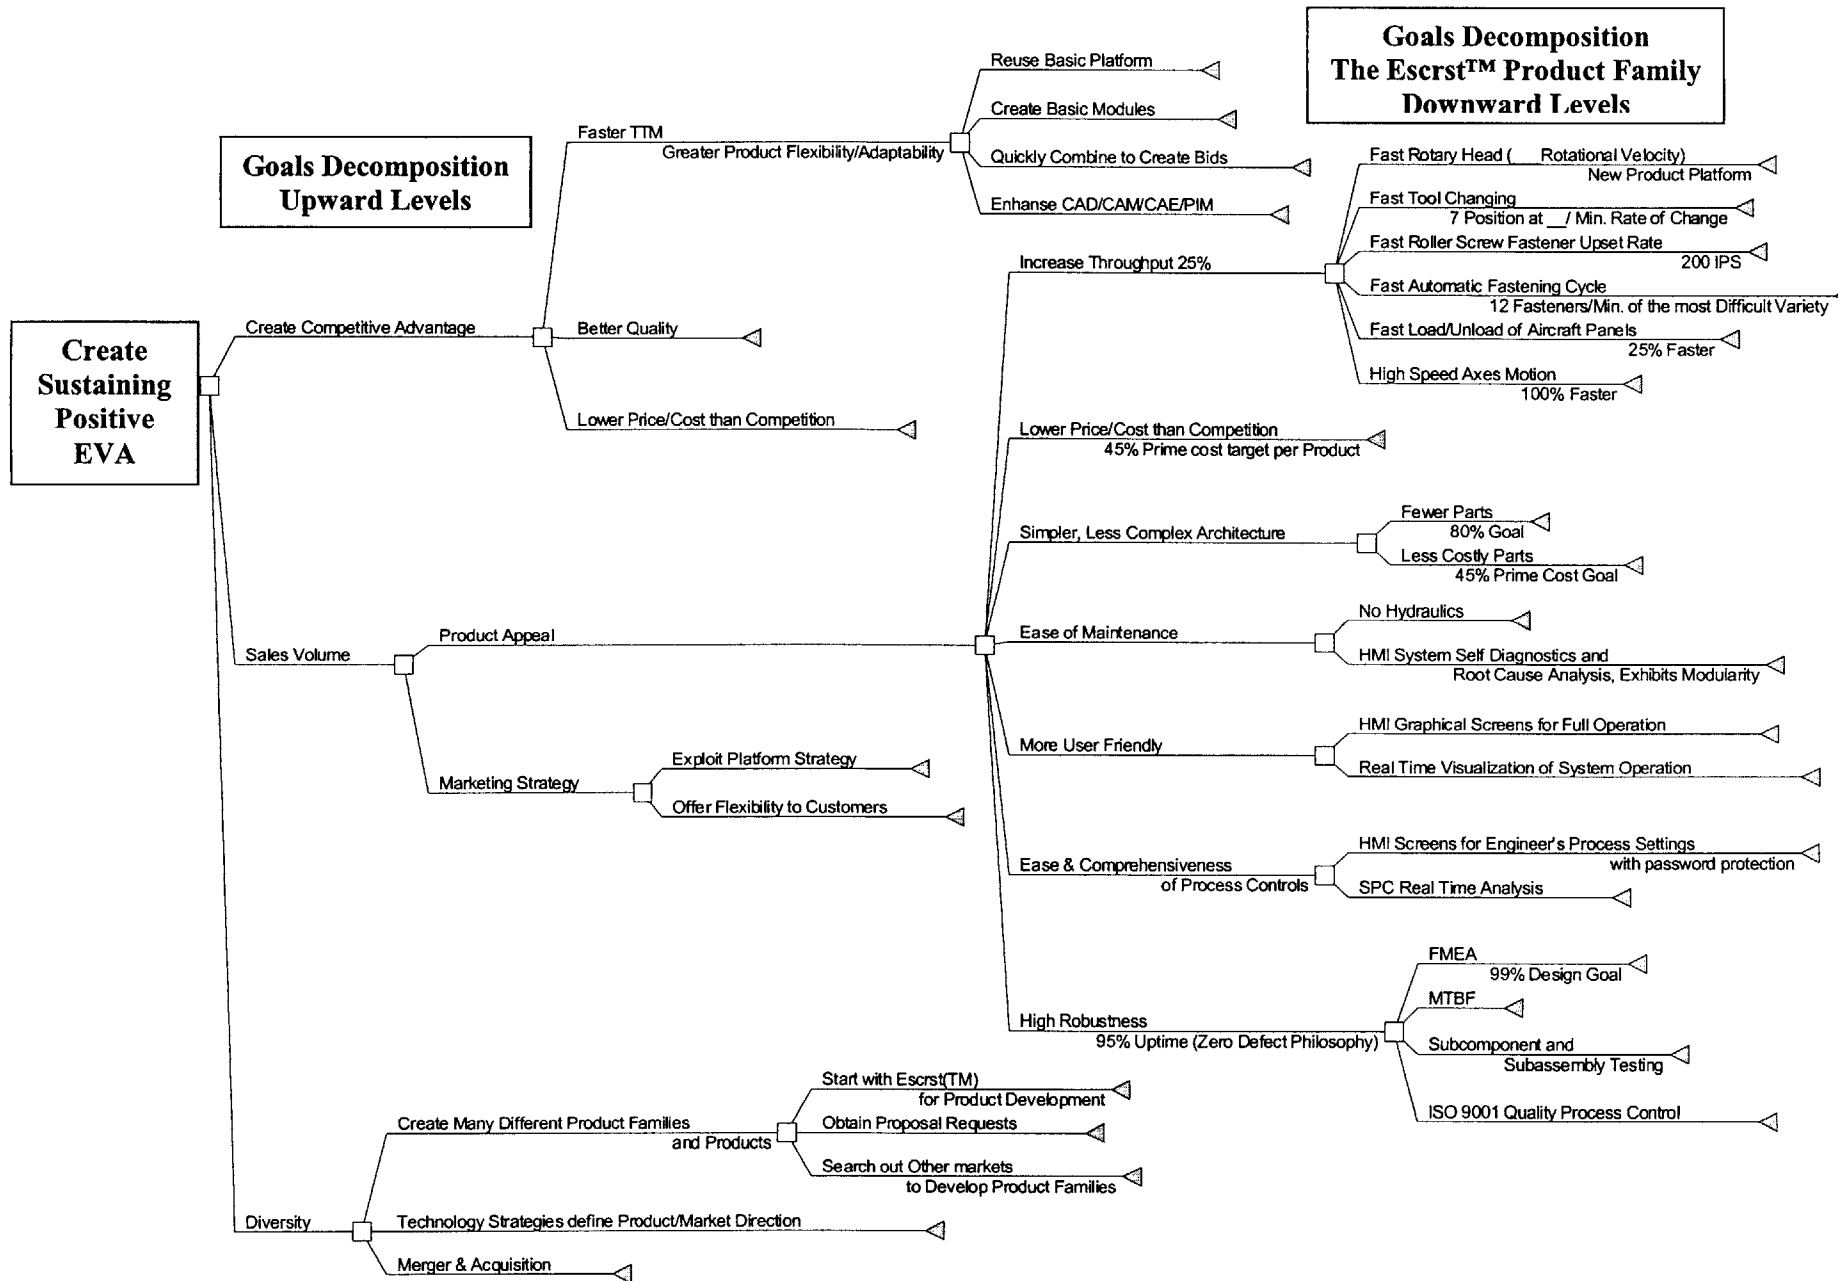 Goals Decomposition
The Escrst™ Product Family
Downward Levels
Goals Decomposition
Upward Levels
Create
Sustaining
Positive
EVA
Create Competitive Advantage
Faster TTM
Greater Product Flexibility/Adaptability
Reuse Basic Platform
Create Basic Modules
Quickly Combine to Create Bids
Enhanse CAD/CAM/CAE/PIM
Better Quality
Lower Price/Cost than Competition
Sales Volume
Product Appeal
Increase Throughput 25%
Fast Rotary Head (___ Rotational Velocity)
New Product Platform
Fast Tool Changing
7 Position at __/ Min. Rate of Change
Fast Roller Screw Fastener Upset Rate
200 IPS
Fast Automatic Fastening Cycle
12 Fasteners/Min. of the most Difficult Variety
Fast Load/Unload of Aircraft Panels
25% Faster
High Speed Axes Motion
100% Faster
Lower Price/Cost than Competition
45% Prime cost target per Product
Simpler, Less Complex Architecture
Fewer Parts
80% Goal
Less Costly Parts
45% Prime Cost Goal
Ease of Maintenance
No Hydraulics
HMI System Self Diagnostics and
Root Cause Analysis, Exhibits Modularity
More User Friendly
HMI Graphical Screens for Full Operation
Real Time Visualization of System Operation
Ease & Comprehensiveness
of Process Controls
HMI Screens for Engineer's Process Settings
with password protection
SPC Real Time Analysis
High Robustness
95% Uptime (Zero Defect Philosophy)
FMEA
99% Design Goal
MTBF
Subcomponent and
Subassembly Testing
ISO 9001 Quality Process Control
Marketing Strategy
Exploit Platform Strategy
Offer Flexibility to Customers
Diversity
Create Many Different Product Families
and Products
Start with Escrst(TM)
for Product Development
Obtain Proposal Requests
Search out Other markets
to Develop Product Families
Technology Strategies define Product/Market Direction
Merger & Acquisition